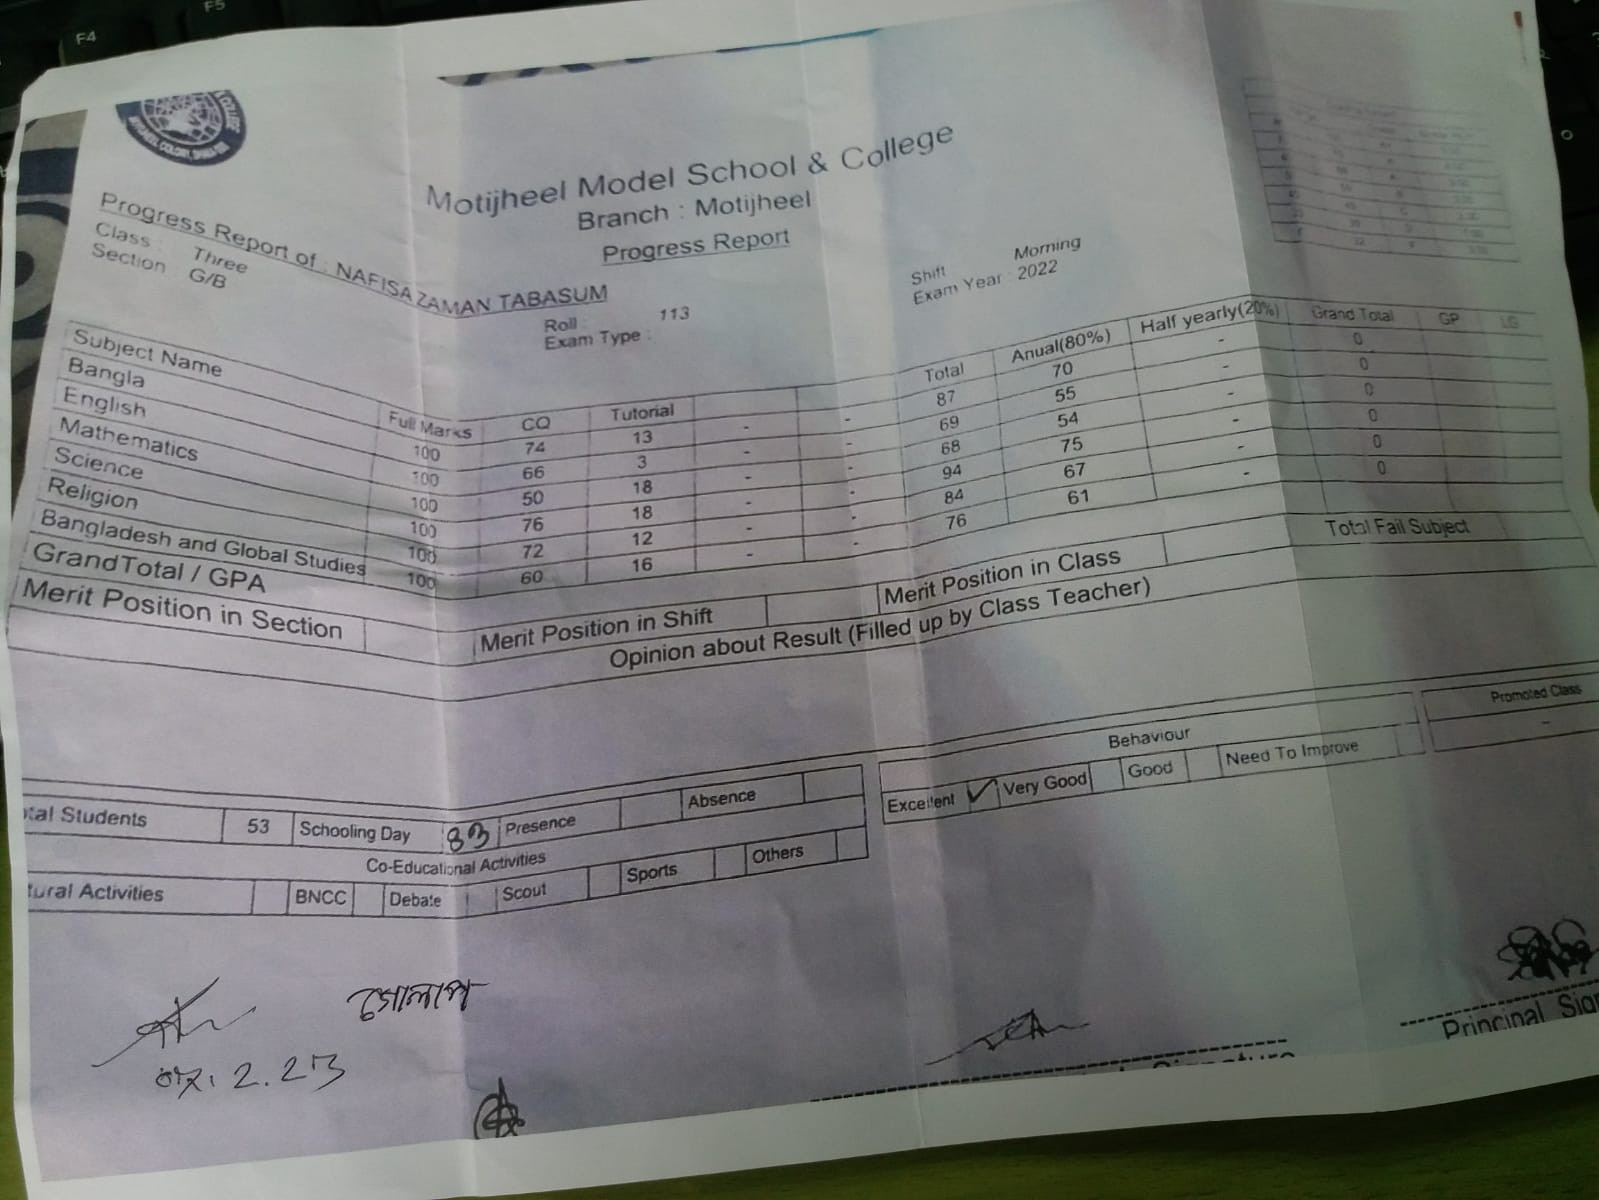 F4
F5
Motijheel Model School & College
Branch : Motijheel
Progress Report
Progress Report of : NAFISA ZAMAN TABASUM
Class : Three
Section G/B
Roll : 113
Exam Type :
Shift Morning
Exam Year : 2022
Subject Name Full Marks CQ Tutorial Total Anual(80%) Half yearly(20%) Grand Total GP LG
Bangla 100 74 13 - - 87 70 - 0
English 100 66 3 - - 69 55 - 0
Mathematics 100 50 18 - - 68 54 - 0
Science 100 76 18 - - 94 75 - 0
Religion 100 72 12 - - 84 67 - 0
Bangladesh and Global Studies 100 60 16 - - 76 61 - 0
GrandTotal / GPA Total Fail Subject
Merit Position in Section Merit Position in Shift Merit Position in Class
Opinion about Result (Filled up by Class Teacher)
tal Students 53 Schooling Day Presence Absence
Co-Educational Activities
tural Activities BNCC Debate Scout Sports Others
Behaviour
Excellent ✓ Very Good Good Need To Improve
Promoted Class
-
গোলাপ
2.23
Principal Sig